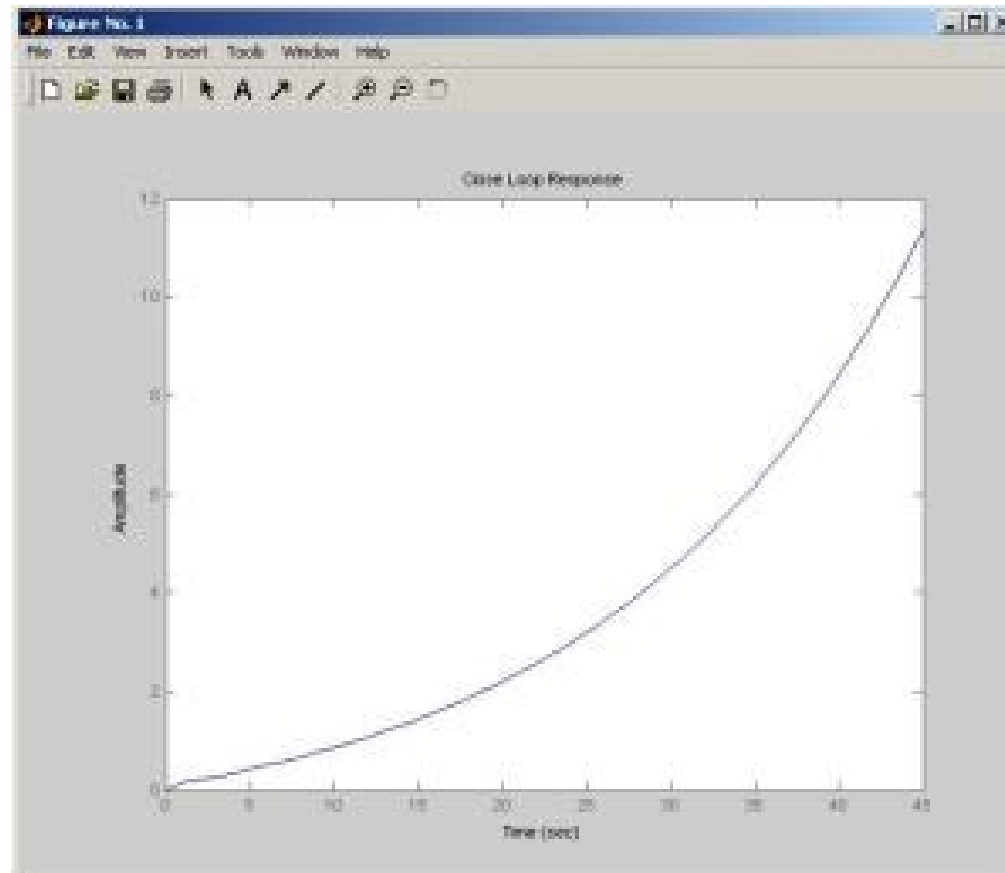 Figure No. 1
File Edit View Insert Tools Window Help
A
Close Loop Response
12
10
8
6
4
2
0
Amplitude
0 5 10 15 20 25 30 35 40 45
Time (sec)